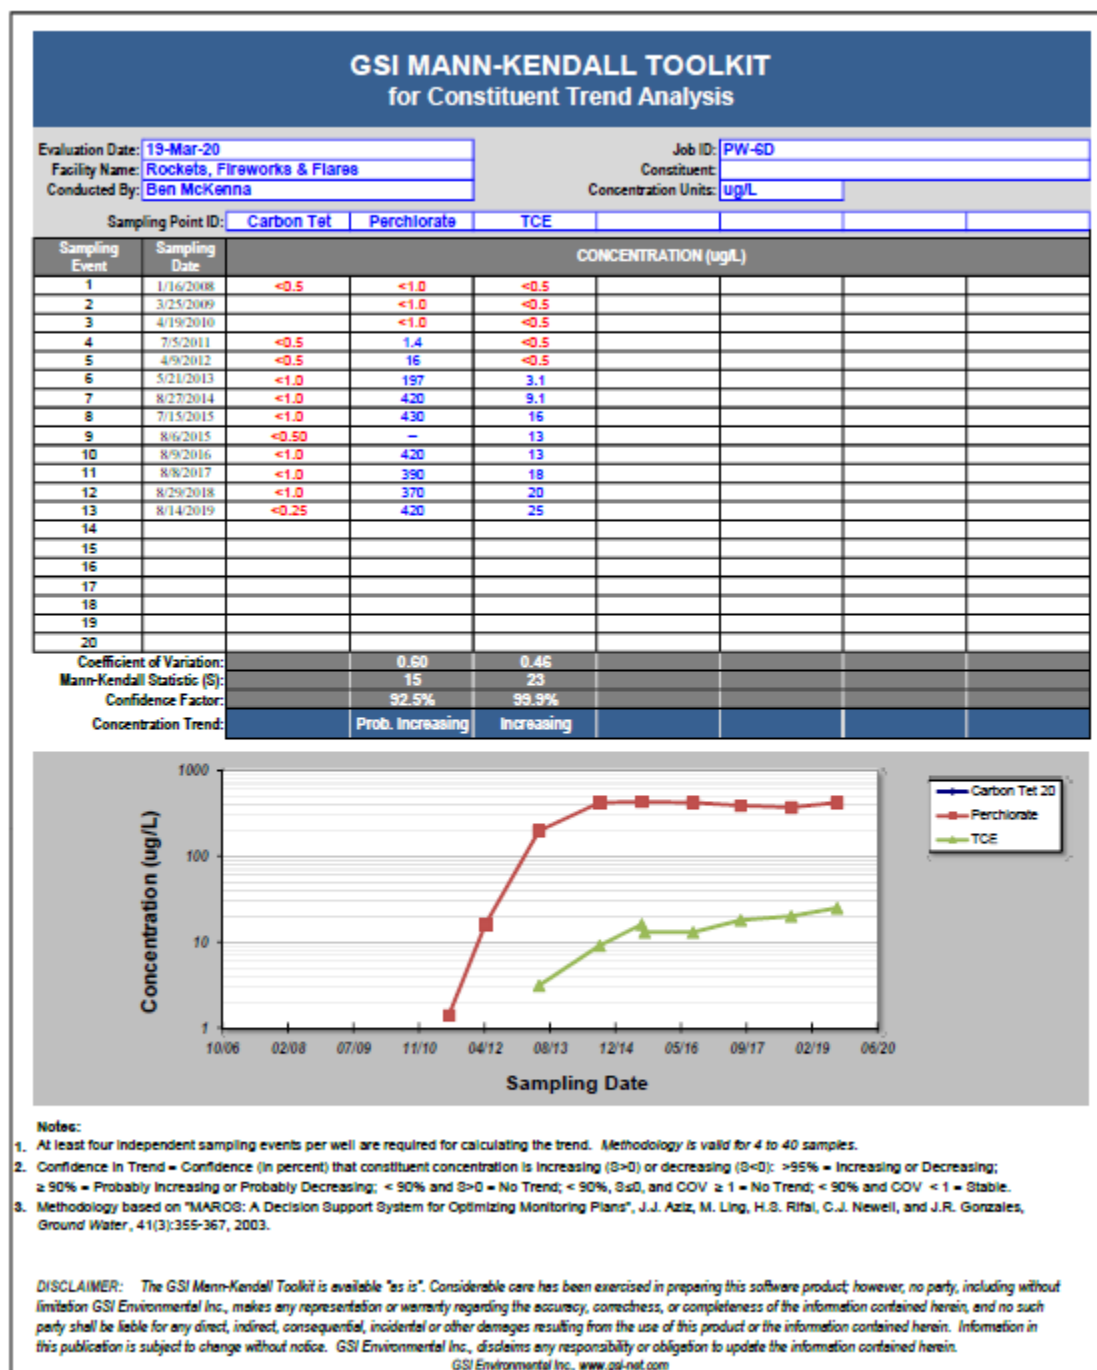 GSI MANN-KENDALL TOOLKIT
for Constituent Trend Analysis
Evaluation Date: 19-Mar-20 Job ID: PW-6D
Facility Name: Rockets, Fireworks & Flares Constituent:
Conducted By: Ben McKenna Concentration Units: ug/L
Sampling Point ID: Carbon Tet Perchlorate TCE
Sampling Event Sampling Date CONCENTRATION (ug/L)
1 1/16/2008 <0.5 <1.0 <0.5
2 3/25/2009 <1.0 <0.5
3 4/19/2010 <1.0 <0.5
4 7/5/2011 <0.5 1.4 <0.5
5 4/9/2012 <0.5 16 <0.5
6 5/21/2013 <1.0 197 3.1
7 8/27/2014 <1.0 420 9.1
8 7/15/2015 <1.0 430 16
9 8/6/2015 <0.50 – 13
10 8/9/2016 <1.0 420 13
11 8/8/2017 <1.0 390 18
12 8/29/2018 <1.0 370 20
13 8/14/2019 <0.25 420 25
14
15
16
17
18
19
20
Coefficient of Variation: 0.60 0.46
Mann-Kendall Statistic (S): 15 23
Confidence Factor: 92.5% 99.9%
Concentration Trend: Prob. Increasing Increasing
1000
100
10
1
Concentration (ug/L)
10/06 02/08 07/09 11/10 04/12 08/13 12/14 05/16 09/17 02/19 06/20
Sampling Date
Carbon Tet 20
Perchlorate
TCE
Notes:
1. At least four independent sampling events per well are required for calculating the trend. Methodology is valid for 4 to 40 samples.
2. Confidence in Trend = Confidence (in percent) that constituent concentration is increasing (S>0) or decreasing (S<0): >95% = Increasing or Decreasing;
≥ 90% = Probably Increasing or Probably Decreasing; < 90% and S>0 = No Trend; < 90%, S≤0, and COV ≥ 1 = No Trend; < 90% and COV < 1 = Stable.
3. Methodology based on "MAROS: A Decision Support System for Optimizing Monitoring Plans", J.J. Aziz, M. Ling, H.S. Rifai, C.J. Newell, and J.R. Gonzales,
Ground Water, 41(3):355-367, 2003.
DISCLAIMER: The GSI Mann-Kendall Toolkit is available "as is". Considerable care has been exercised in preparing this software product; however, no party, including without
limitation GSI Environmental Inc., makes any representation or warranty regarding the accuracy, correctness, or completeness of the information contained herein, and no such
party shall be liable for any direct, indirect, consequential, incidental or other damages resulting from the use of this product or the information contained herein. Information in
this publication is subject to change without notice. GSI Environmental Inc., disclaims any responsibility or obligation to update the information contained herein.
GSI Environmental Inc., www.gsi-net.com